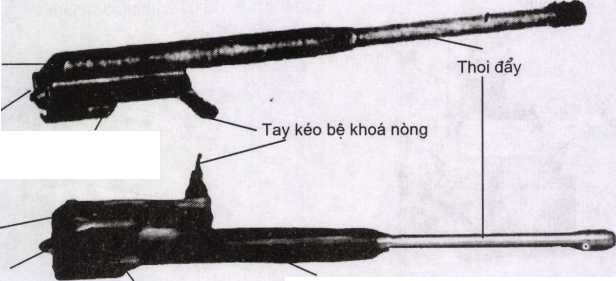 Thoi đẩy
Tay kéo bệ khoá nòng